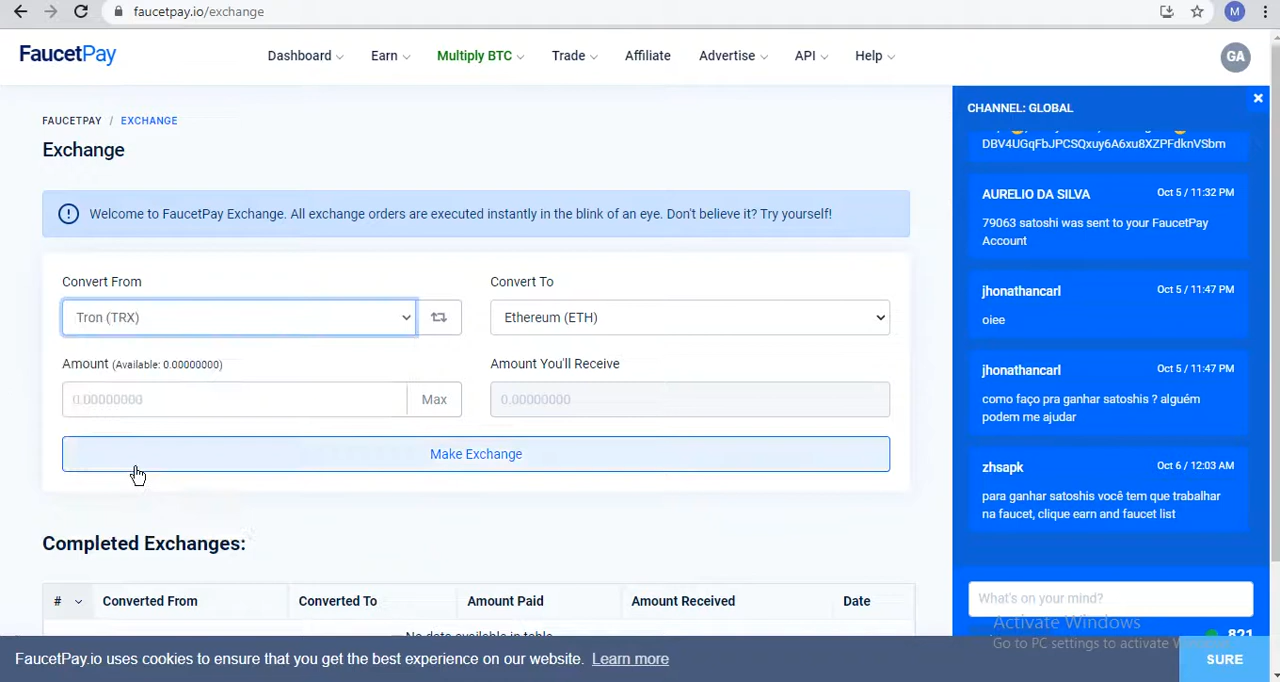 faucetpay.io/exchange
M
FaucetPay
Dashboard
Earn
Multiply BTC
Trade
Affiliate
Advertise
API
Help
GA
FAUCETPAY / EXCHANGE
Exchange
Welcome to FaucetPay Exchange. All exchange orders are executed instantly in the blink of an eye. Don't believe it? Try yourself!
Convert From
Convert To
Tron (TRX)
Ethereum (ETH)
Amount (Available: 0.00000000)
Amount You'll Receive
0.00000000
Max
0.00000000
Make Exchange
Completed Exchanges:
#
Converted From
Converted To
Amount Paid
Amount Received
Date
No data available in table
CHANNEL: GLOBAL
DBV4UGqFbJPCSQxuy6A6xu8XZPFdknVSbm
AURELIO DA SILVA
Oct 5 / 11:32 PM
79063 satoshi was sent to your FaucetPay
Account
jhonathancarl
Oct 5 / 11:47 PM
oiee
jhonathancarl
Oct 5 / 11:47 PM
como faço pra ganhar satoshis ? alguém
podem me ajudar
zhsapk
Oct 6 / 12:03 AM
para ganhar satoshis você tem que trabalhar
na faucet, clique earn and faucet list
What's on your mind?
Activate Windows
Go to PC settings to activate
821
FaucetPay.io uses cookies to ensure that you get the best experience on our website. Learn more
SURE